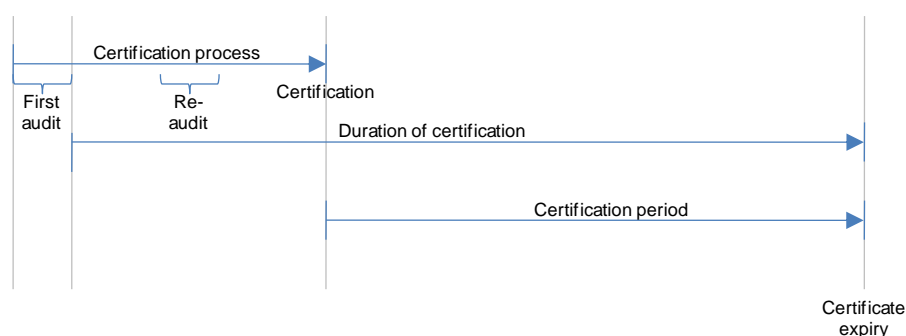 Certification process
Certification
First
audit
Re-
audit
Duration of certification
Certification period
Certificate
expiry